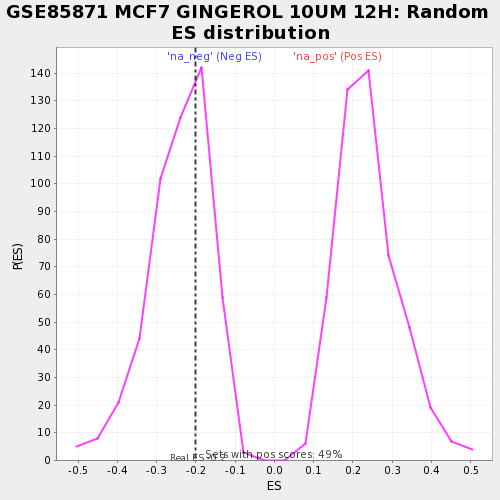 GSE85871 MCF7 GINGEROL 10UM 12H: Random
ES distribution
'na_neg' (Neg ES)
'na_pos' (Pos ES)
140
130
120
110
100
90
80
70
60
50
40
30
20
10
0
P(ES)
Real ES -0.2
Sets with pos scores: 49%
-0.5 -0.4 -0.3 -0.2 -0.1 0.0 0.1 0.2 0.3 0.4 0.5
ES